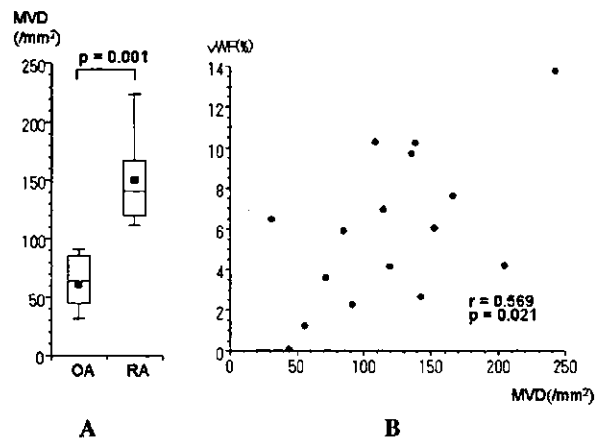 MVD
(/mm²)
p = 0.001
250
200
150
100
50
0
OA RA
A
vWF(%)
14
12
10
8
6
4
2
0
r = 0.569
p = 0.021
0 50 100 150 200 250
MVD(/mm²)
B